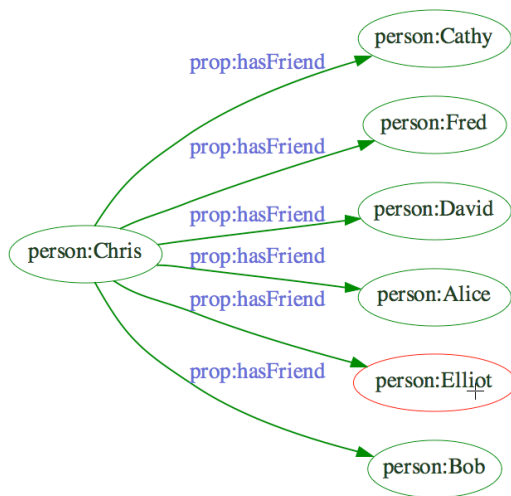 person:Cathy
prop:hasFriend
person:Fred
prop:hasFriend
person:David
prop:hasFriend
person:Chris
prop:hasFriend
person:Alice
prop:hasFriend
person:Elliot
prop:hasFriend
person:Bob